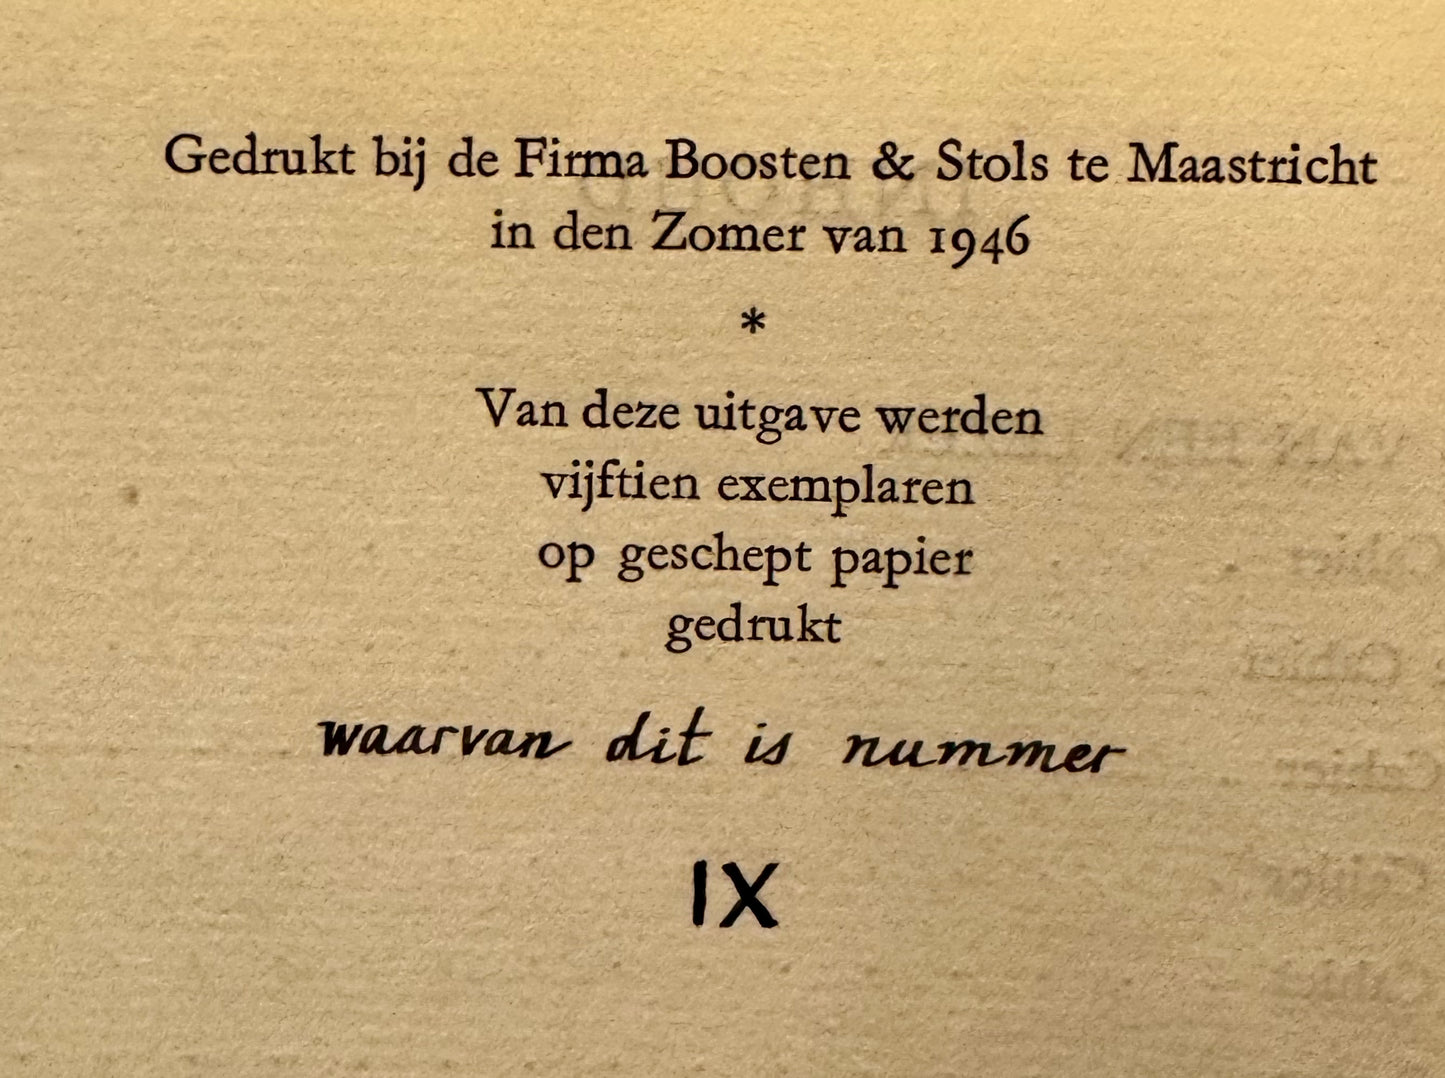 Gedrukt bij de Firma Boosten & Stols te Maastricht
in den Zomer van 1946
*
Van deze uitgave werden
vijftien exemplaren
op geschept papier
gedrukt
waarvan dit is nummer
IX